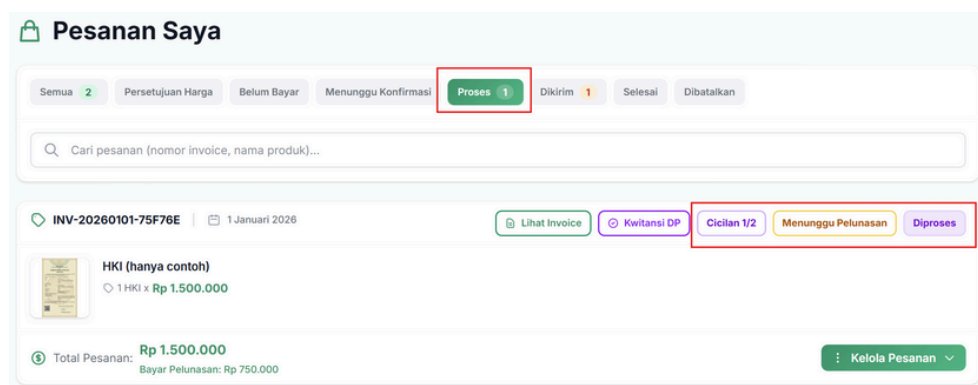 Pesanan Saya
Semua 2 Persetujuan Harga Belum Bayar Menunggu Konfirmasi Proses 1 Dikirim 1 Selesai Dibatalkan
Cari pesanan (nomor invoice, nama produk)...
INV-20260101-75F76E 1 Januari 2026 Lihat Invoice Kwitansi DP Cicilan 1/2 Menunggu Pelunasan Diproses
HKI (hanya contoh)
1 HKI x Rp 1.500.000
Total Pesanan: Rp 1.500.000
Bayar Pelunasan: Rp 750.000
Kelola Pesanan